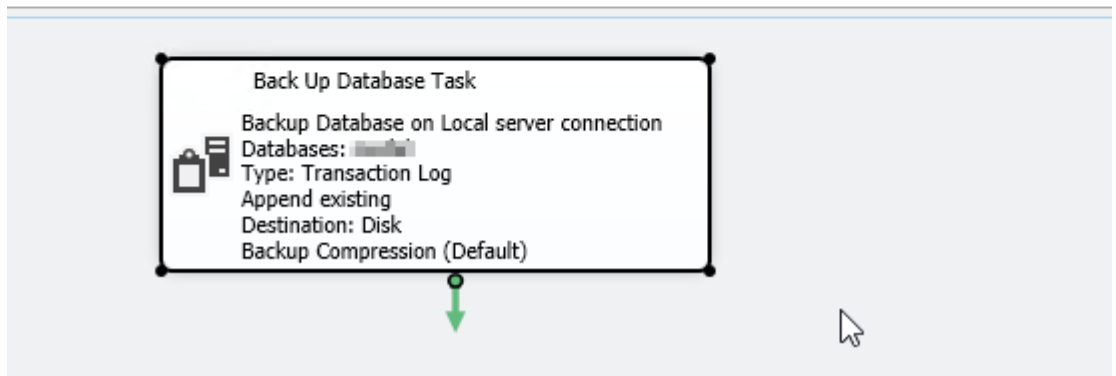 Back Up Database Task
Backup Database on Local server connection
Databases:
Type: Transaction Log
Append existing
Destination: Disk
Backup Compression (Default)